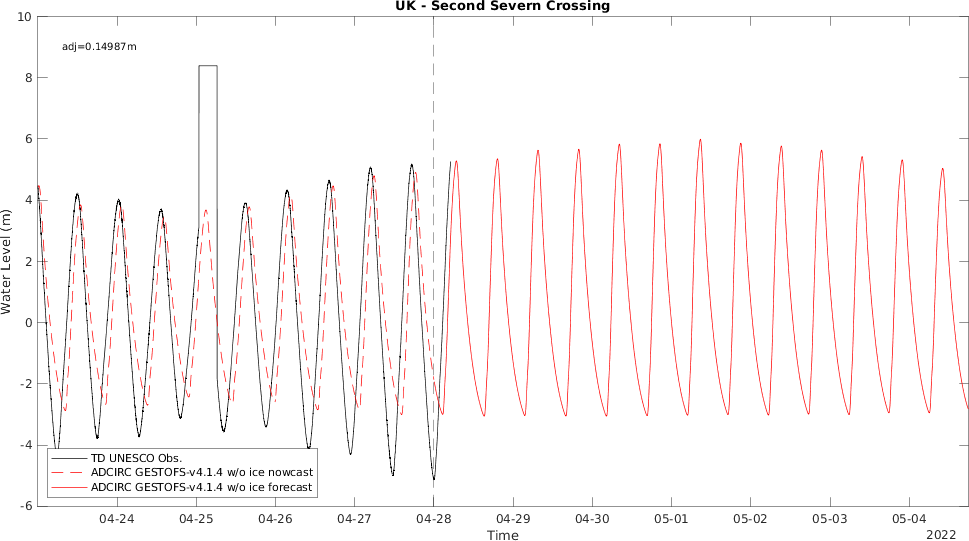 UK - Second Severn Crossing
adj=0.14987m
Water Level (m)
10
8
6
4
2
0
-2
-4
-6
TD UNESCO Obs.
ADCIRC GESTOFS-v4.1.4 w/o ice nowcast
ADCIRC GESTOFS-v4.1.4 w/o ice forecast
04-24 04-25 04-26 04-27 04-28 04-29 04-30 05-01 05-02 05-03 05-04
Time
2022